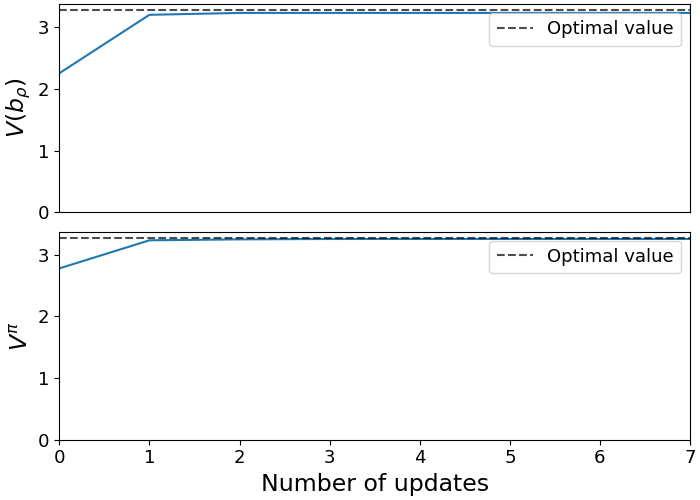 3
2
1
0
V(b_ρ)
Optimal value
3
2
1
0
V^π
Optimal value
0 1 2 3 4 5 6 7
Number of updates